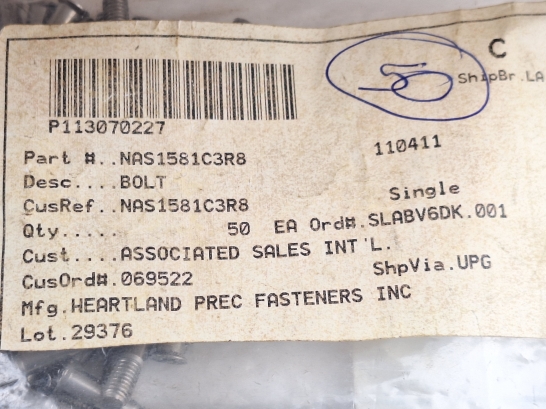 C
50
ShipBr.LA
P113070227
110411
Part #..NAS1581C3R8
Desc....BOLT
Single
CusRef..NAS1581C3R8
Qty..... 50 EA Ord#.SLABV6DK.001
Cust....ASSOCIATED SALES INT'L.
CusOrd#.069522
ShpVia.UPG
Mfg.HEARTLAND PREC FASTENERS INC
Lot.29376